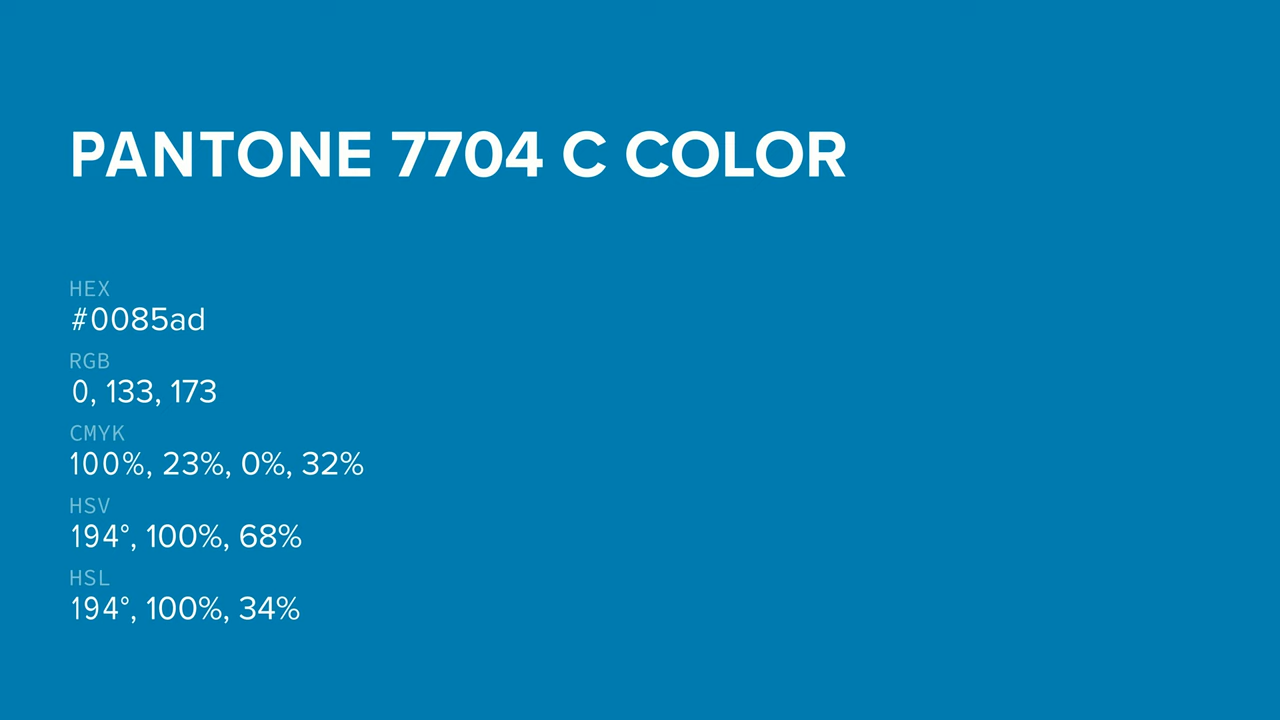 PANTONE 7704 C COLOR
HEX
#0085ad
RGB
0, 133, 173
CMYK
100%, 23%, 0%, 32%
HSV
194°, 100%, 68%
HSL
194°, 100%, 34%